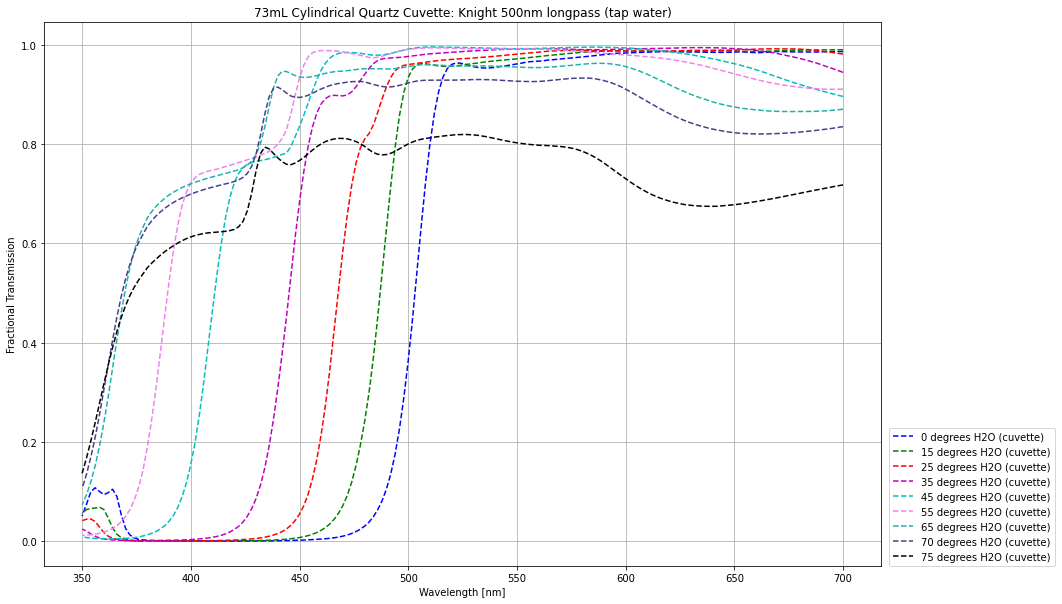 73mL Cylindrical Quartz Cuvette: Knight 500nm longpass (tap water)
1.0
0.8
0.6
0.4
0.2
0.0
Fractional Transmission
350 400 450 500 550 600 650 700
Wavelength [nm]
0 degrees H2O (cuvette)
15 degrees H2O (cuvette)
25 degrees H2O (cuvette)
35 degrees H2O (cuvette)
45 degrees H2O (cuvette)
55 degrees H2O (cuvette)
65 degrees H2O (cuvette)
70 degrees H2O (cuvette)
75 degrees H2O (cuvette)